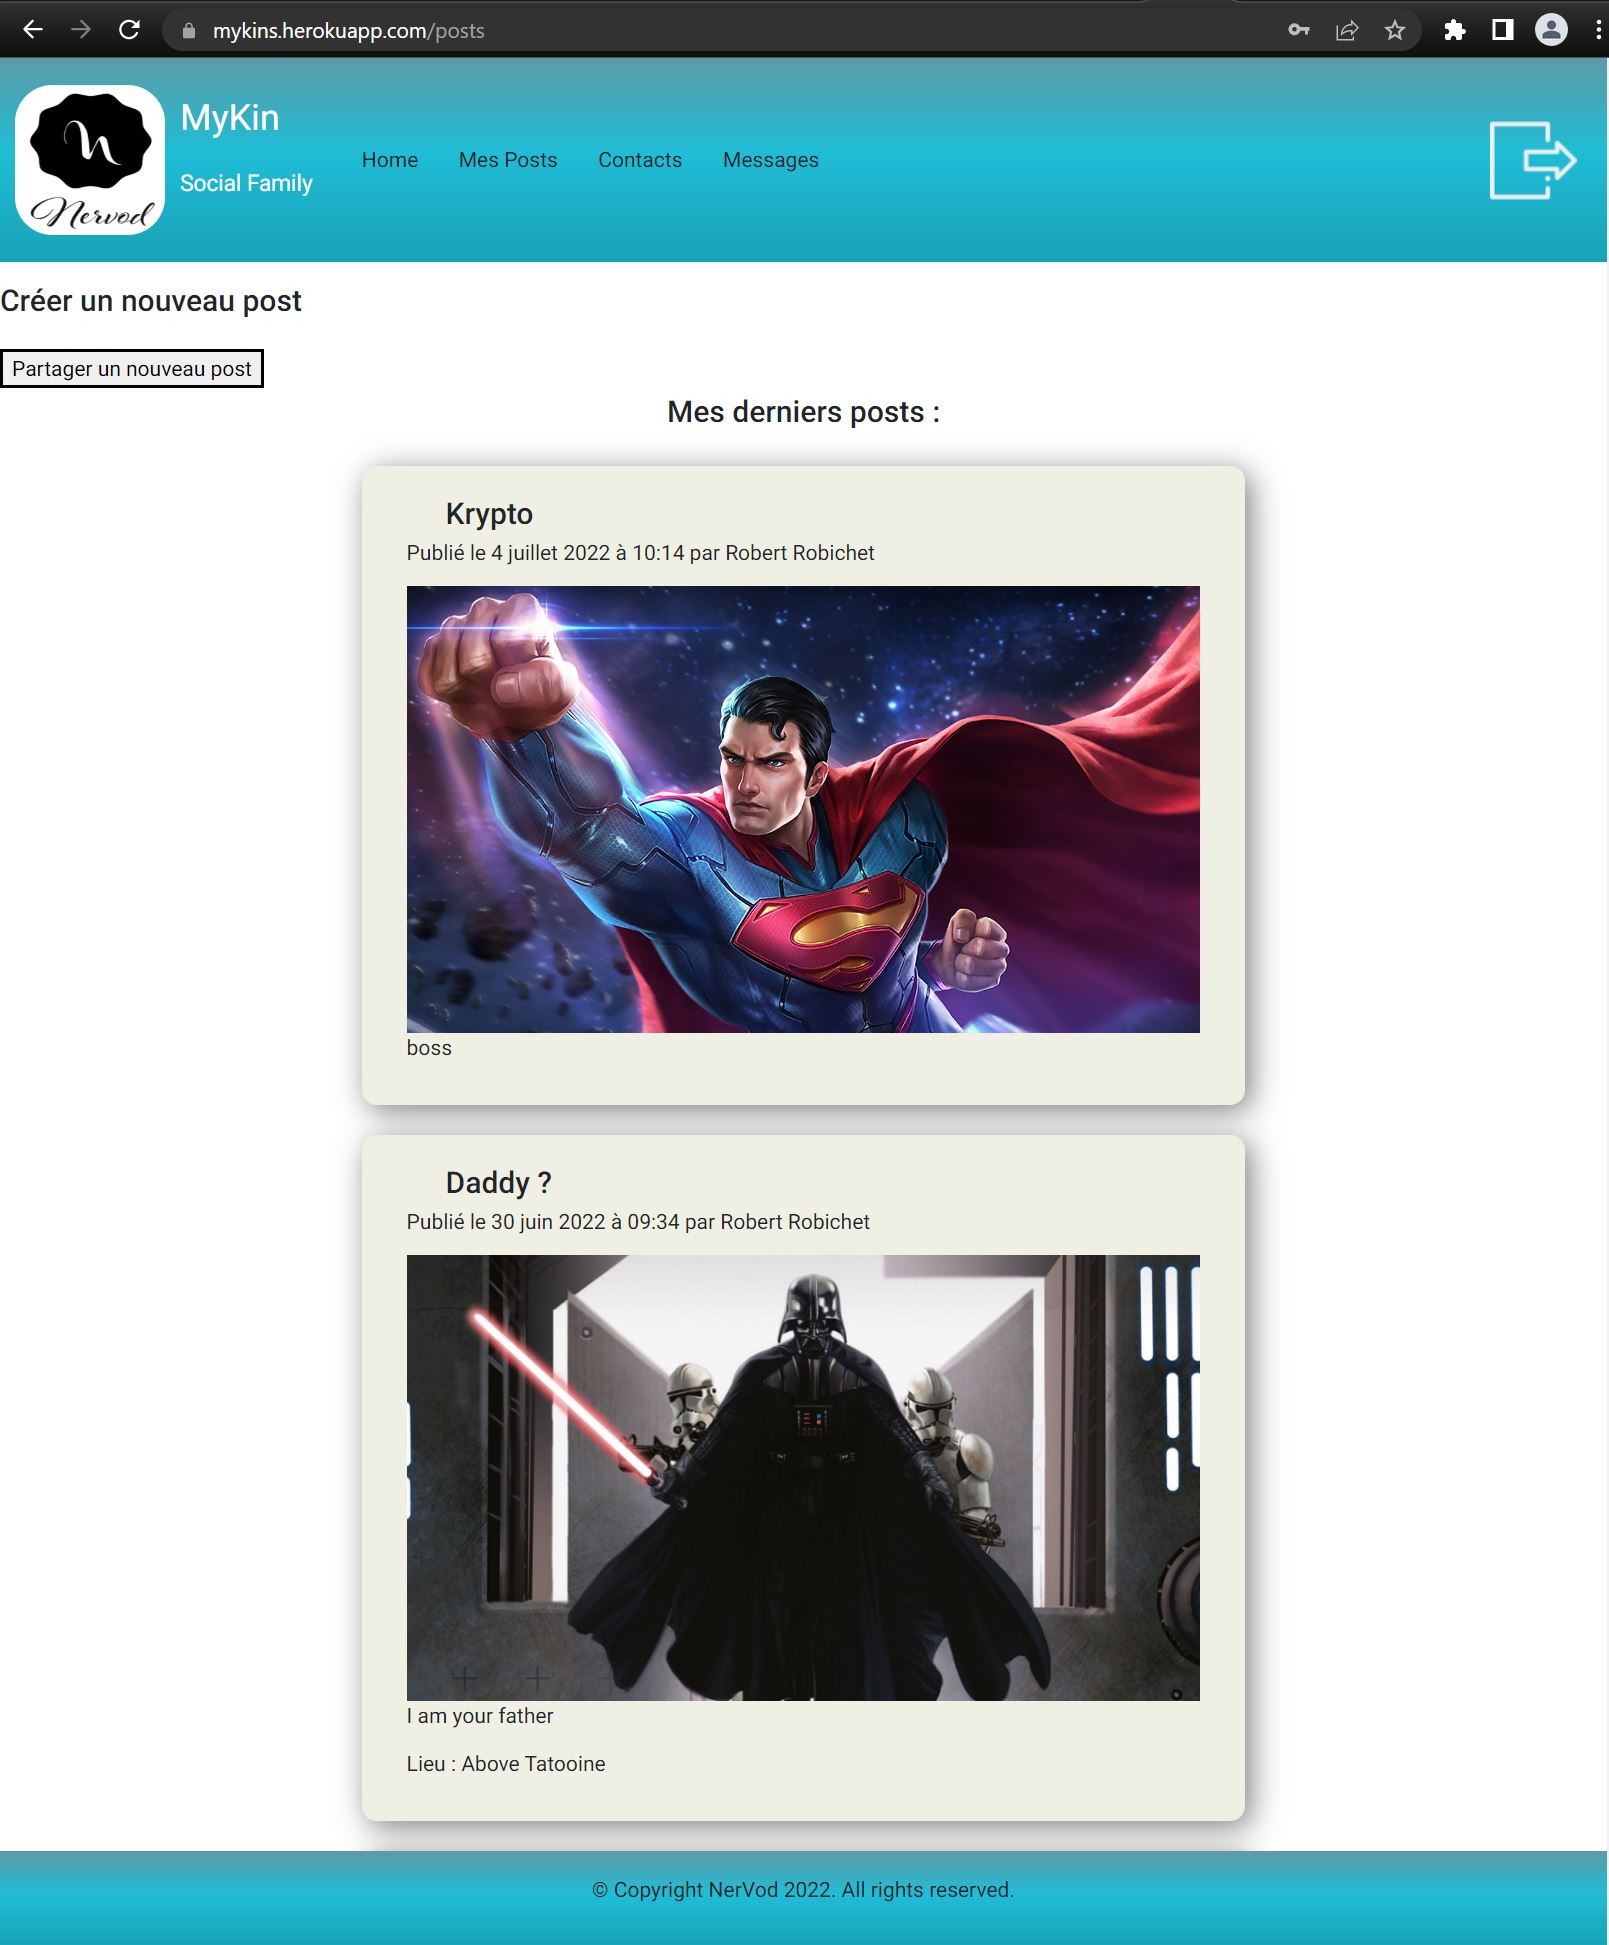 mykins.herokuapp.com/posts
n
Nervod
MyKin
Social Family
Home Mes Posts Contacts Messages
Créer un nouveau post
Partager un nouveau post
Mes derniers posts :
Krypto
Publié le 4 juillet 2022 à 10:14 par Robert Robichet
S
boss
Daddy ?
Publié le 30 juin 2022 à 09:34 par Robert Robichet
I am your father
Lieu : Above Tatooine
© Copyright NerVod 2022. All rights reserved.